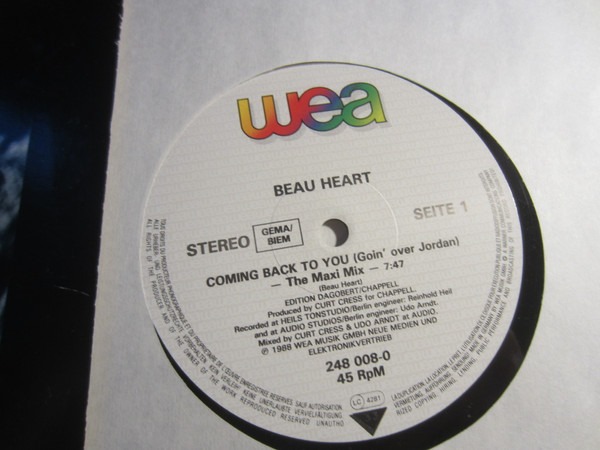 wea
BEAU HEART
SEITE 1
STEREO
GEMA/
BIEM
COMING BACK TO YOU (Goin' over Jordan)
— The Maxi Mix — 7:47
(Beau Heart)
EDITION DAGOBERT/CHAPPELL
Produced by CURT CRESS for CHAPPELL.
Recorded at HEILS TONSTUDIO/Berlin engineer: Reinhold Heil
and at AUDIO STUDIOS/Berlin engineer: Udo Arndt.
Mixed by CURT CRESS & UDO ARNDT at AUDIO.
℗ 1988 WEA MUSIK GMBH NEUE MEDIEN UND
ELEKTRONIKVERTRIEB
248 008-0
45 RpM
LC 4281